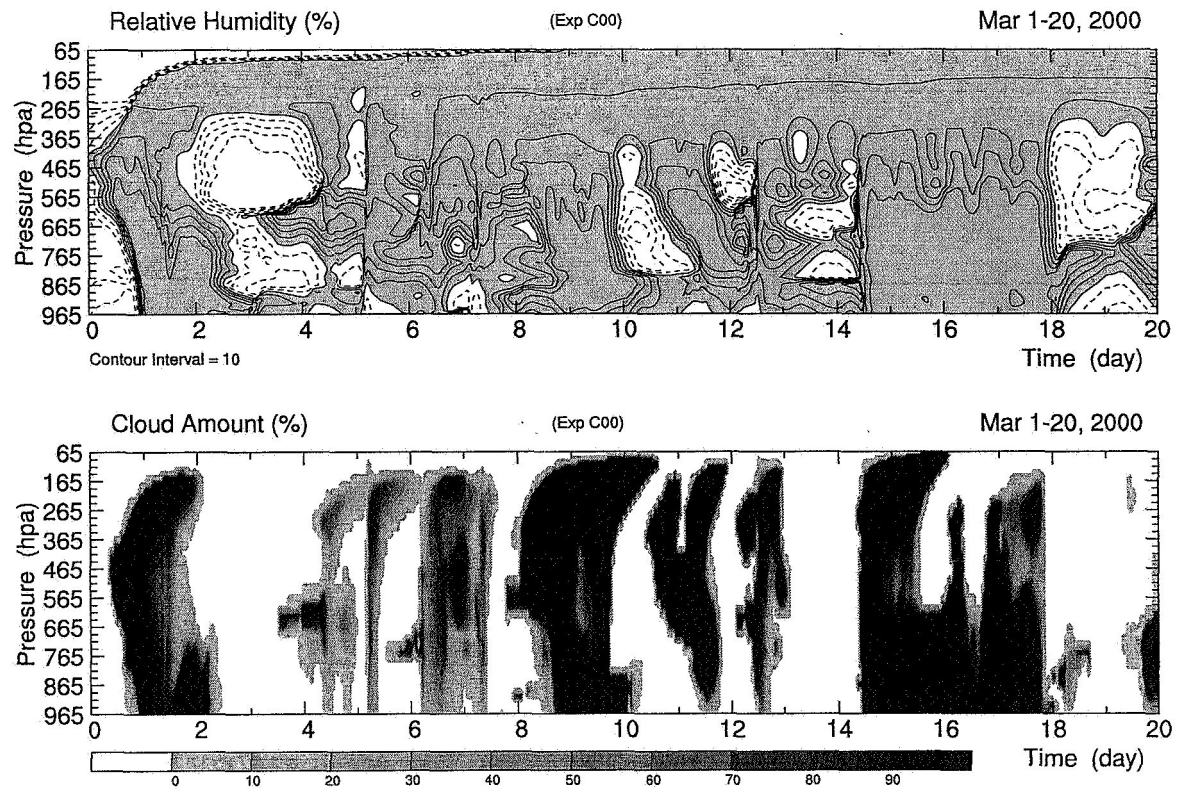 Relative Humidity (%) (Exp C00) Mar 1-20, 2000
Pressure (hpa)
65
165
265
365
465
565
665
765
865
965
0 2 4 6 8 10 12 14 16 18 20
Contour Interval = 10 Time (day)
Cloud Amount (%) (Exp C00) Mar 1-20, 2000
Pressure (hpa)
65
165
265
365
465
565
665
765
865
965
0 2 4 6 8 10 12 14 16 18 20
Time (day)
0 10 20 30 40 50 60 70 80 90